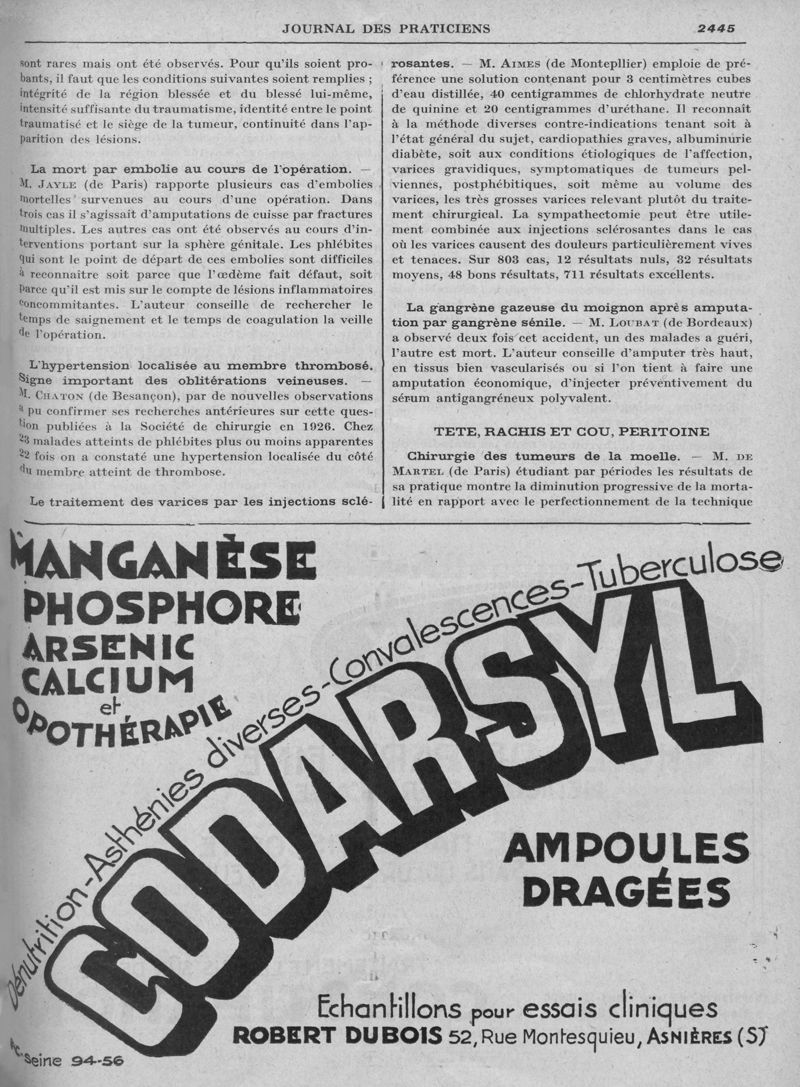 JOURNAL DES PRATICIENS
2445
sont rares mais ont été observés. Pour qu'ils soient pro-
bants, il faut que les conditions suivantes soient remplies ;
intégrité de la région blessée et du blessé lui-même,
intensité suffisante du traumatisme, identité entre le point
traumatisé et le siège de la tumeur, continuité dans l'ap-
parition des lésions.
La mort par embolie au cours de l'opération. —
M. JAYLE (de Paris) rapporte plusieurs cas d'embolies
mortelles survenues au cours d'une opération. Dans
trois cas il s'agissait d'amputations de cuisse par fractures
multiples. Les autres cas ont été observés au cours d'in-
terventions portant sur la sphère génitale. Les phlébites
qui sont le point de départ de ces embolies sont difficiles
à reconnaitre soit parce que l'œdème fait défaut, soit
parce qu'il est mis sur le compte de lésions inflammatoires
concommitantes. L'auteur conseille de rechercher le
temps de saignement et le temps de coagulation la veille
de l'opération.
L'hypertension localisée au membre thrombosé.
Signe important des oblitérations veineuses. —
M. CHATON (de Besançon), par de nouvelles observations
a pu confirmer ses recherches antérieures sur cette ques-
tion publiées à la Société de chirurgie en 1926. Chez
23 malades atteints de phlébites plus ou moins apparentes
22 fois on a constaté une hypertension localisée du côté
du membre atteint de thrombose.
Le traitement des varices par les injections sclé-
rosantes. — M. AIMES (de Montepllier) emploie de pré-
férence une solution contenant pour 3 centimètres cubes
d'eau distillée, 40 centigrammes de chlorhydrate neutre
de quinine et 20 centigrammes d'uréthane. Il reconnaît
à la méthode diverses contre-indications tenant soit à
l'état général du sujet, cardiopathies graves, albuminurie
diabète, soit aux conditions étiologiques de l'affection,
varices gravidiques, symptomatiques de tumeurs pel-
viennes, postphébitiques, soit même au volume des
varices, les très grosses varices relevant plutôt du traite-
ment chirurgical. La sympathectomie peut être utile-
ment combinée aux injections sclérosantes dans le cas
où les varices causent des douleurs particulièrement vives
et tenaces. Sur 803 cas, 12 résultats nuls, 32 résultats
moyens, 48 bons résultats, 711 résultats excellents.
La gangrène gazeuse du moignon après amputa-
tion par gangrène sénile. — M. LOUBAT (de Bordeaux)
a observé deux fois cet accident, un des malades a guéri,
l'autre est mort. L'auteur conseille d'amputer très haut,
en tissus bien vascularisés ou si l'on tient à faire une
amputation économique, d'injecter préventivement du
sérum antigangréneux polyvalent.
TETE, RACHIS ET COU, PERITOINE
Chirurgie des tumeurs de la moelle. — M. DE
MARTEL (de Paris) étudiant par périodes les résultats de
sa pratique montre la diminution progressive de la morta-
lité en rapport avec le perfectionnement de la technique
MANGANÈSE
PHOSPHORE
ARSENIC
CALCIUM
et
OPOTHÉRAPIE
Dénutrition-Asthénies diverses-Convalescences-Tuberculose
CODARSYL
AMPOULES
DRAGÉES
Echantillons pour essais cliniques
ROBERT DUBOIS 52, Rue Montesquieu, ASNIÈRES (S)
R.C. Seine 94-56